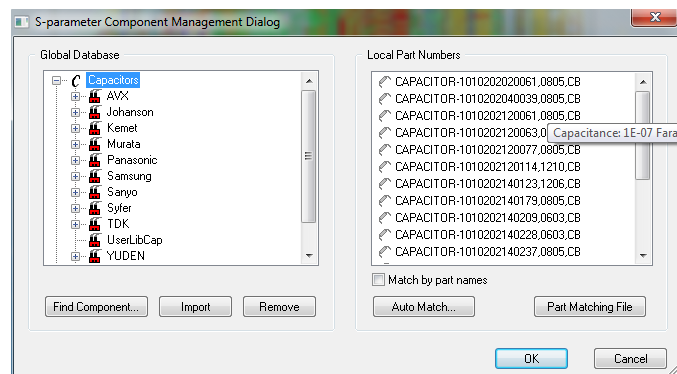 S-parameter Component Management Dialog
Global Database
Capacitors
AVX
Johanson
Kemet
Murata
Panasonic
Samsung
Sanyo
Syfer
TDK
UserLibCap
YUDEN
Find Component...
Import
Remove
Local Part Numbers
CAPACITOR-1010202020061,0805,CB
CAPACITOR-1010202040039,0805,CB
CAPACITOR-1010202120061,0805,CB
CAPACITOR-1010202120063,0
Capacitance: 1E-07 Fara
CAPACITOR-1010202120077,0805,CB
CAPACITOR-1010202120114,1210,CB
CAPACITOR-1010202140123,1206,CB
CAPACITOR-1010202140179,0805,CB
CAPACITOR-1010202140209,0603,CB
CAPACITOR-1010202140228,0603,CB
CAPACITOR-1010202140237,0805,CB
Match by part names
Auto Match...
Part Matching File
OK
Cancel